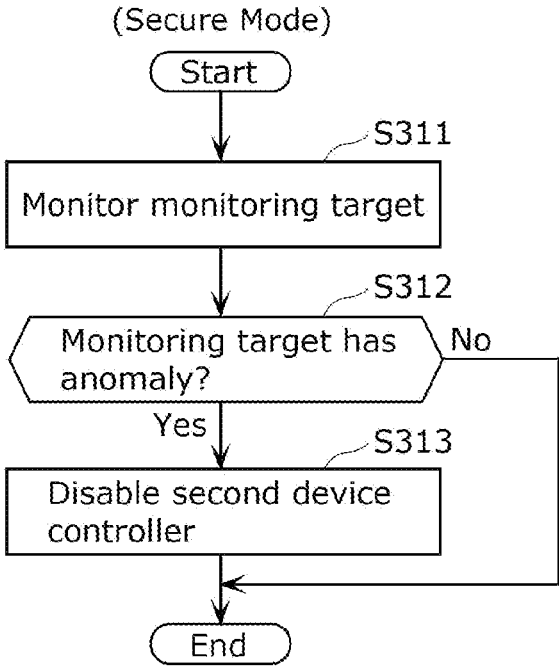 (Secure Mode)
Start
S311
Monitor monitoring target
S312
Monitoring target has
anomaly?
No
Yes
S313
Disable second device
controller
End